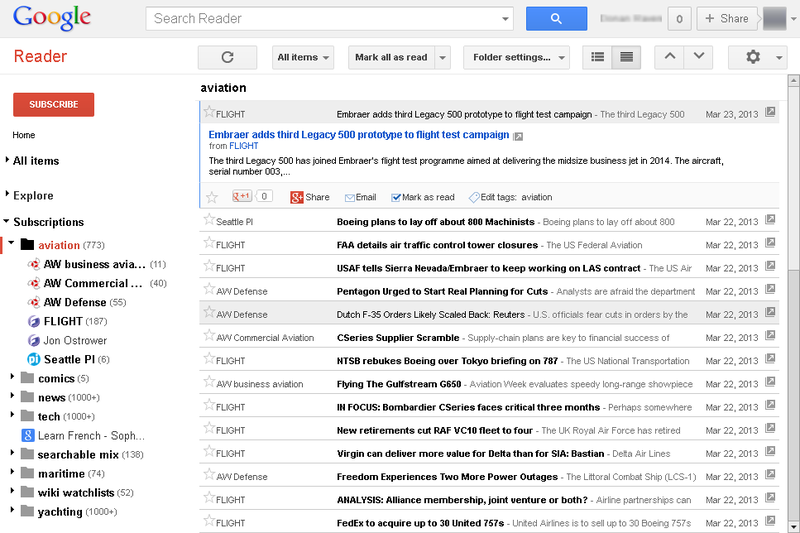 Google
Search Reader
0
+ Share
Reader
All items
Mark all as read
Folder settings...
SUBSCRIBE
Home
All items
Explore
Subscriptions
aviation (773)
AW business avia... (11)
AW Commercial ... (40)
AW Defense (55)
FLIGHT (187)
Jon Ostrower
Seattle PI (6)
comics (5)
news (1000+)
tech (1000+)
Learn French - Soph...
searchable mix (138)
maritime (74)
wiki watchlists (52)
yachting (1000+)
aviation
FLIGHT Embraer adds third Legacy 500 prototype to flight test campaign - The third Legacy 500 Mar 23, 2013
Embraer adds third Legacy 500 prototype to flight test campaign
from FLIGHT
The third Legacy 500 has joined Embraer's flight test programme aimed at delivering the midsize business jet in 2014. The aircraft,
serial number 003,...
+1 0 Share Email Mark as read Edit tags: aviation
Seattle PI Boeing plans to lay off about 800 Machinists - Boeing plans to lay off about 800 Mar 22, 2013
FLIGHT FAA details air traffic control tower closures - The US Federal Aviation Mar 22, 2013
FLIGHT USAF tells Sierra Nevada/Embraer to keep working on LAS contract - The US Air Mar 22, 2013
AW Defense Pentagon Urged to Start Real Planning for Cuts - Analysts are afraid the department Mar 22, 2013
AW Defense Dutch F-35 Orders Likely Scaled Back: Reuters - U.S. officials fear cuts in orders by the Mar 22, 2013
AW Commercial Aviation CSeries Supplier Scramble - Supply-chain plans are key to financial success of Mar 22, 2013
FLIGHT NTSB rebukes Boeing over Tokyo briefing on 787 - The US National Transportation Mar 22, 2013
AW business aviation Flying The Gulfstream G650 - Aviation Week evaluates speedy long-range showpiece Mar 22, 2013
FLIGHT IN FOCUS: Bombardier CSeries faces critical three months - Perhaps somewhere Mar 22, 2013
FLIGHT New retirements cut RAF VC10 fleet to four - The UK Royal Air Force has retired Mar 22, 2013
FLIGHT Virgin can deliver more value for Delta than for SIA: Bastian - Delta Air Lines Mar 22, 2013
AW Defense Freedom Experiences Two More Power Outages - The Littoral Combat Ship (LCS-1) Mar 22, 2013
FLIGHT ANALYSIS: Alliance membership, joint venture or both? - Airline partnerships can Mar 22, 2013
FLIGHT FedEx to acquire up to 30 United 757s - United Airlines is to sell up to 30 Boeing 757s Mar 22, 2013